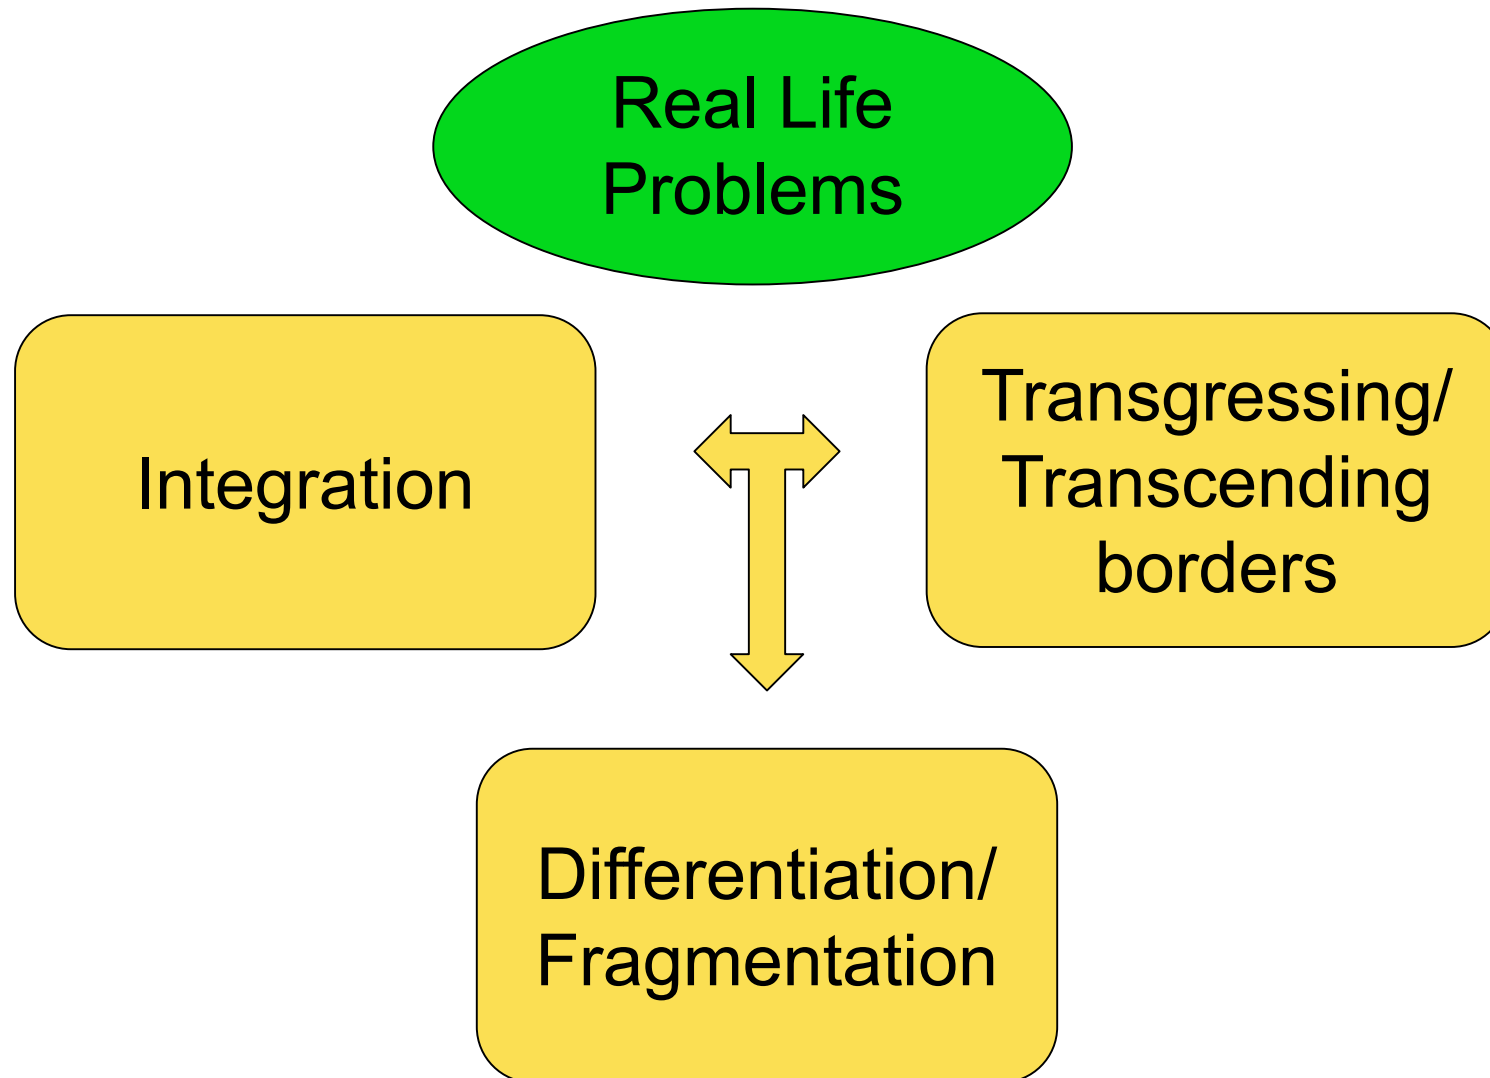 Real Life
Problems
Integration
Transgressing/
Transcending
borders
Differentiation/
Fragmentation